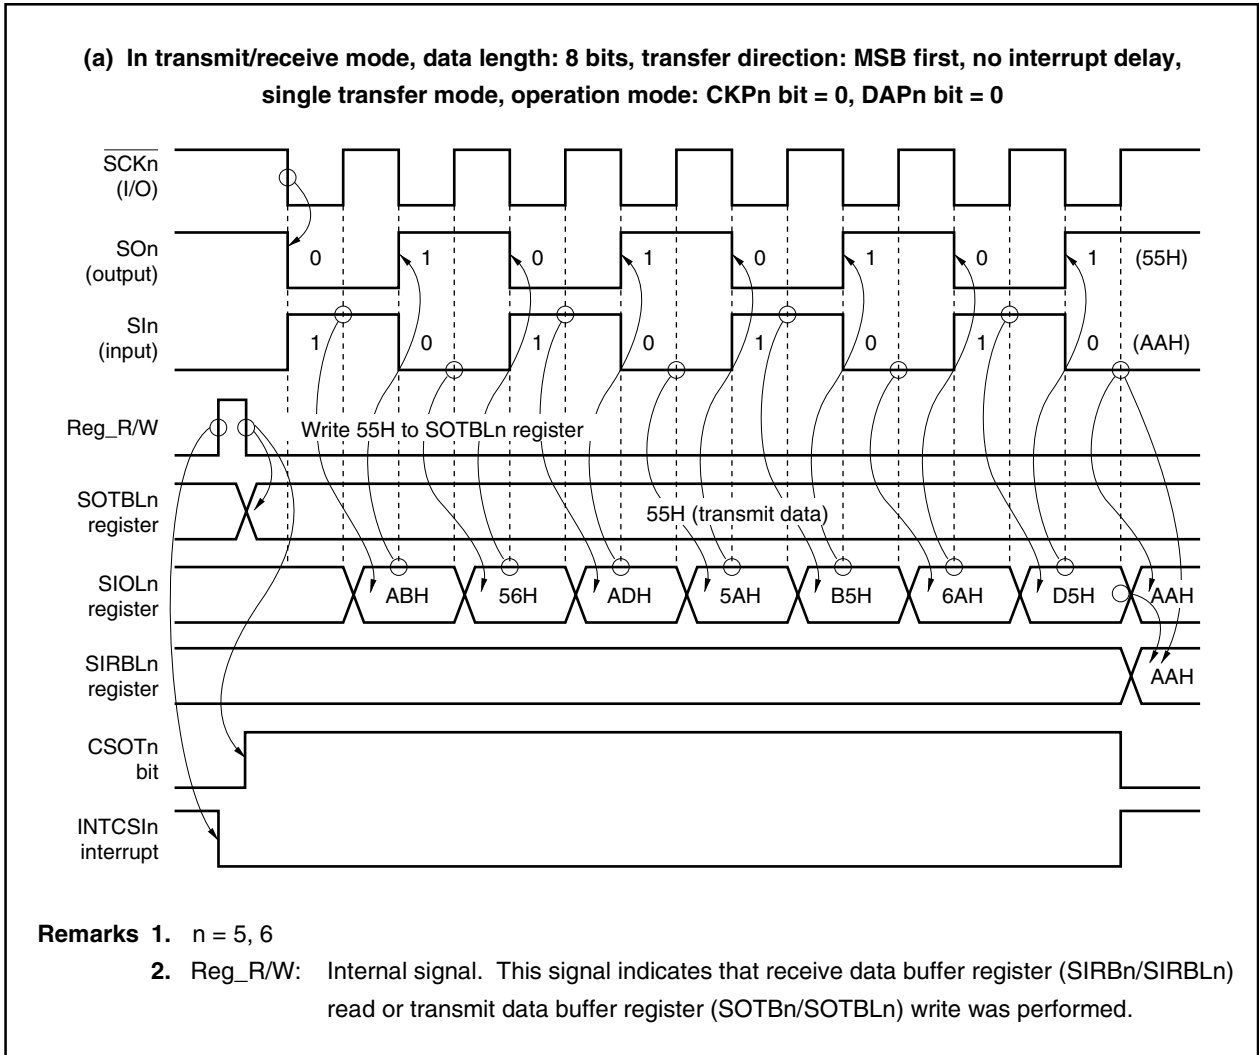 (a) In transmit/receive mode, data length: 8 bits, transfer direction: MSB first, no interrupt delay,
single transfer mode, operation mode: CKPn bit = 0, DAPn bit = 0
SCKn
(I/O)
SOn
(output)
0 1 0 1 0 1 0 1 (55H)
SIn
(input)
1 0 1 0 1 0 1 0 (AAH)
Reg_R/W
Write 55H to SOTBLn register
SOTBLn
register
55H (transmit data)
SIOLn
register
ABH 56H ADH 5AH B5H 6AH D5H AAH
SIRBLn
register
AAH
CSOTn
bit
INTCSIn
interrupt
Remarks 1. n = 5, 6
2. Reg_R/W: Internal signal. This signal indicates that receive data buffer register (SIRBn/SIRBLn)
read or transmit data buffer register (SOTBn/SOTBLn) write was performed.